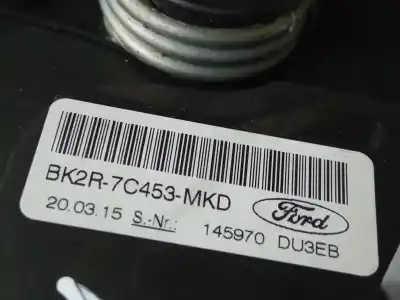 BK2R-7C453-MKD
Ford
20.03.15 S.-Nr.: 145970 DU3EB